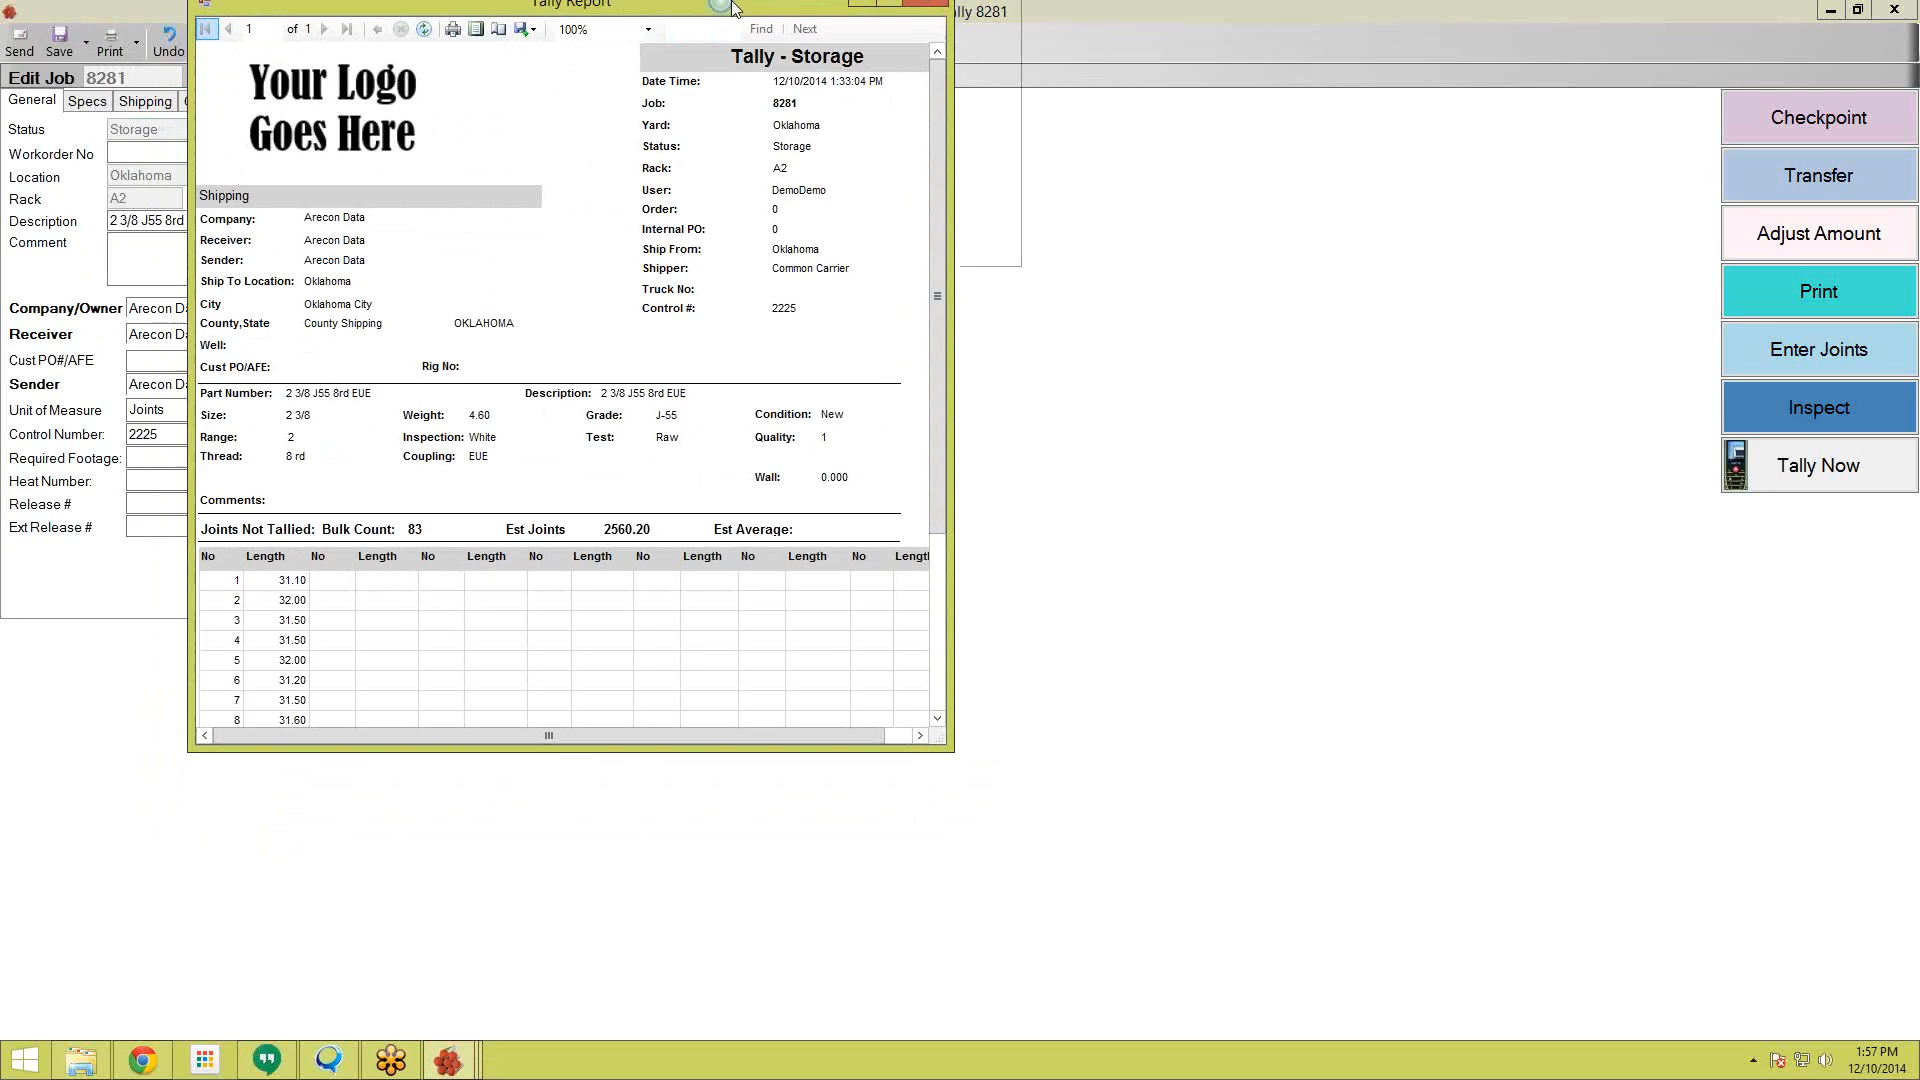 Tally Report
ally 8281
Send Save Print Undo
1 of 1 100% Find Next
Edit Job 8281
General Specs Shipping
Status Storage
Workorder No
Location Oklahoma
Rack A2
Description 2 3/8 J55 8rd
Comment
Company/Owner Arecon Da
Receiver Arecon Da
Cust PO#/AFE
Sender Arecon Da
Unit of Measure Joints
Control Number: 2225
Required Footage:
Heat Number:
Release #
Ext Release #
Your Logo
Goes Here
Tally - Storage
Date Time: 12/10/2014 1:33:04 PM
Job: 8281
Yard: Oklahoma
Status: Storage
Rack: A2
User: DemoDemo
Order: 0
Internal PO: 0
Ship From: Oklahoma
Shipper: Common Carrier
Truck No:
Control #: 2225
Shipping
Company: Arecon Data
Receiver: Arecon Data
Sender: Arecon Data
Ship To Location: Oklahoma
City Oklahoma City
County,State County Shipping OKLAHOMA
Well:
Cust PO/AFE: Rig No:
Part Number: 2 3/8 J55 8rd EUE Description: 2 3/8 J55 8rd EUE
Size: 2 3/8 Weight: 4.60 Grade: J-55 Condition: New
Range: 2 Inspection: White Test: Raw Quality: 1
Thread: 8 rd Coupling: EUE
Wall: 0.000
Comments:
Joints Not Tallied: Bulk Count: 83 Est Joints 2560.20 Est Average:
No Length No Length No Length No Length No Length No Length No Lengtl
1 31.10
2 32.00
3 31.50
4 31.50
5 32.00
6 31.20
7 31.50
8 31.60
Checkpoint
Transfer
Adjust Amount
Print
Enter Joints
Inspect
Tally Now
1:57 PM
12/10/2014